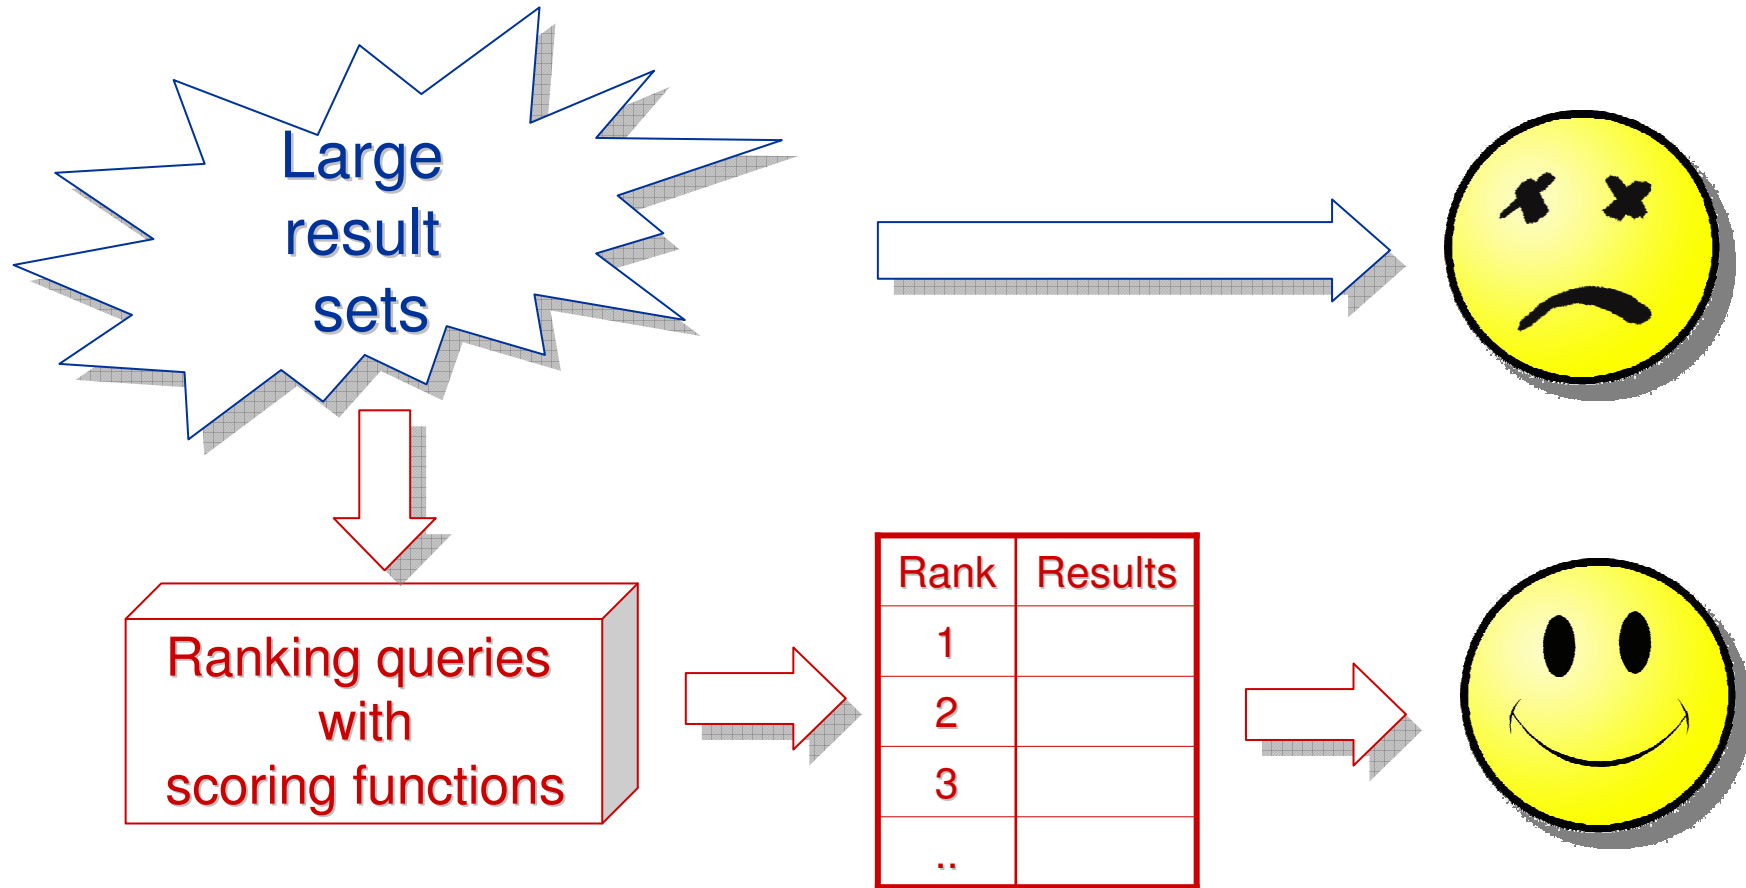 Large
result
sets
Ranking queries
with
scoring functions
Rank Results
1
2
3
..